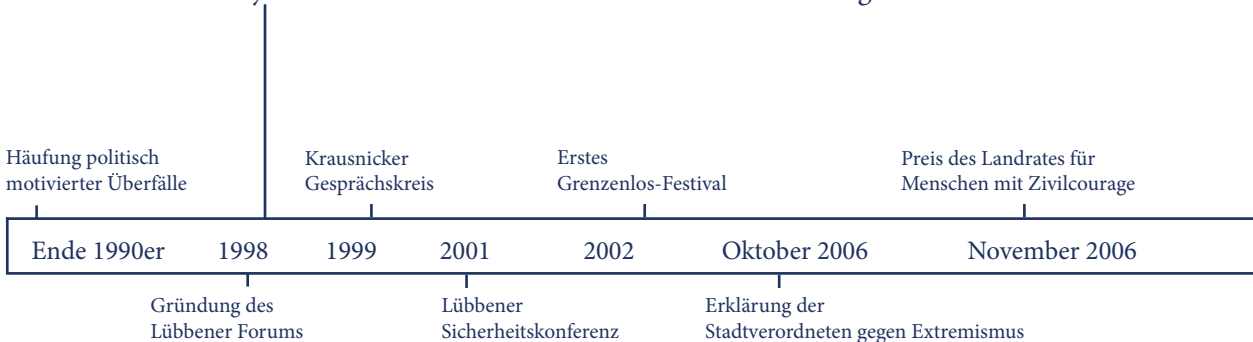 Häufung politisch
motivierter Überfälle
Krausnicker
Gesprächskreis
Erstes
Grenzenlos-Festival
Preis des Landrates für
Menschen mit Zivilcourage
Ende 1990er
1998
1999
2001
2002
Oktober 2006
November 2006
Gründung des
Lübbener Forums
Lübbener
Sicherheitskonferenz
Erklärung der
Stadtverordneten gegen Extremismus